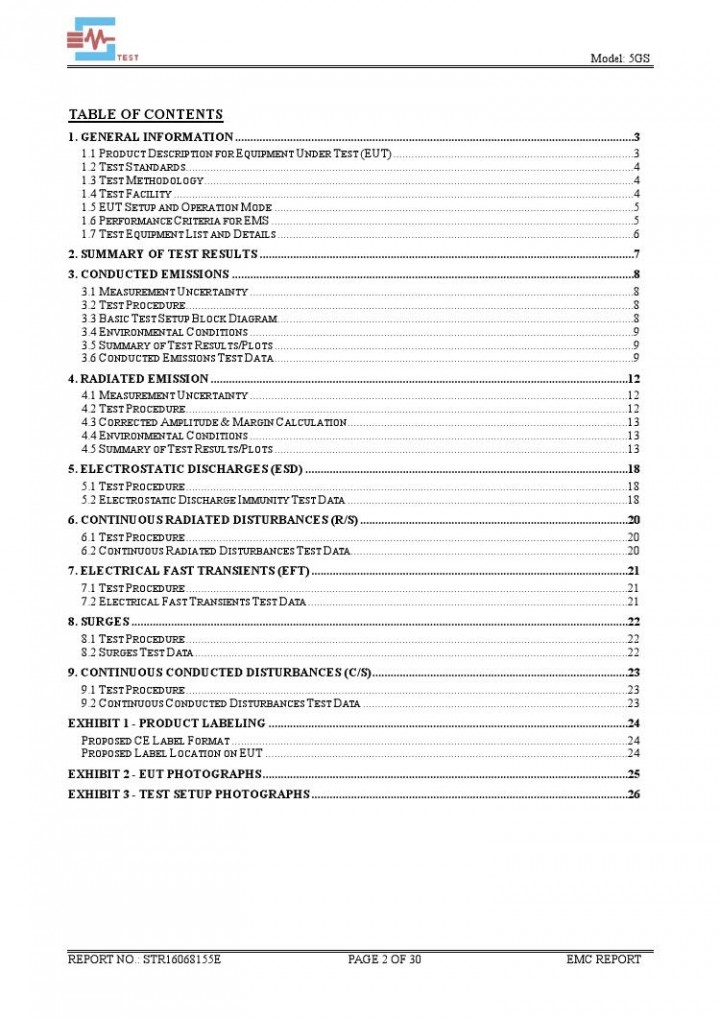 TEST
Model: 5GS
TABLE OF CONTENTS
1. GENERAL INFORMATION ........ 3
1.1 PRODUCT DESCRIPTION FOR EQUIPMENT UNDER TEST (EUT) ........ 3
1.2 TEST STANDARDS ........ 4
1.3 TEST METHODOLOGY ........ 4
1.4 TEST FACILITY ........ 4
1.5 EUT SETUP AND OPERATION MODE ........ 5
1.6 PERFORMANCE CRITERIA FOR EMS ........ 5
1.7 TEST EQUIPMENT LIST AND DETAILS ........ 6
2. SUMMARY OF TEST RESULTS ........ 7
3. CONDUCTED EMISSIONS ........ 8
3.1 MEASUREMENT UNCERTAINTY ........ 8
3.2 TEST PROCEDURE ........ 8
3.3 BASIC TEST SETUP BLOCK DIAGRAM ........ 8
3.4 ENVIRONMENTAL CONDITIONS ........ 9
3.5 SUMMARY OF TEST RESULTS/PLOTS ........ 9
3.6 CONDUCTED EMISSIONS TEST DATA ........ 9
4. RADIATED EMISSION ........ 12
4.1 MEASUREMENT UNCERTAINTY ........ 12
4.2 TEST PROCEDURE ........ 12
4.3 CORRECTED AMPLITUDE & MARGIN CALCULATION ........ 13
4.4 ENVIRONMENTAL CONDITIONS ........ 13
4.5 SUMMARY OF TEST RESULTS/PLOTS ........ 13
5. ELECTROSTATIC DISCHARGES (ESD) ........ 18
5.1 TEST PROCEDURE ........ 18
5.2 ELECTROSTATIC DISCHARGE IMMUNITY TEST DATA ........ 18
6. CONTINUOUS RADIATED DISTURBANCES (R/S) ........ 20
6.1 TEST PROCEDURE ........ 20
6.2 CONTINUOUS RADIATED DISTURBANCES TEST DATA ........ 20
7. ELECTRICAL FAST TRANSIENTS (EFT) ........ 21
7.1 TEST PROCEDURE ........ 21
7.2 ELECTRICAL FAST TRANSIENTS TEST DATA ........ 21
8. SURGES ........ 22
8.1 TEST PROCEDURE ........ 22
8.2 SURGES TEST DATA ........ 22
9. CONTINUOUS CONDUCTED DISTURBANCES (C/S) ........ 23
9.1 TEST PROCEDURE ........ 23
9.2 CONTINUOUS CONDUCTED DISTURBANCES TEST DATA ........ 23
EXHIBIT 1 - PRODUCT LABELING ........ 24
PROPOSED CE LABEL FORMAT ........ 24
PROPOSED LABEL LOCATION ON EUT ........ 24
EXHIBIT 2 - EUT PHOTOGRAPHS ........ 25
EXHIBIT 3 - TEST SETUP PHOTOGRAPHS ........ 26
REPORT NO.: STR16068155E PAGE 2 OF 30 EMC REPORT